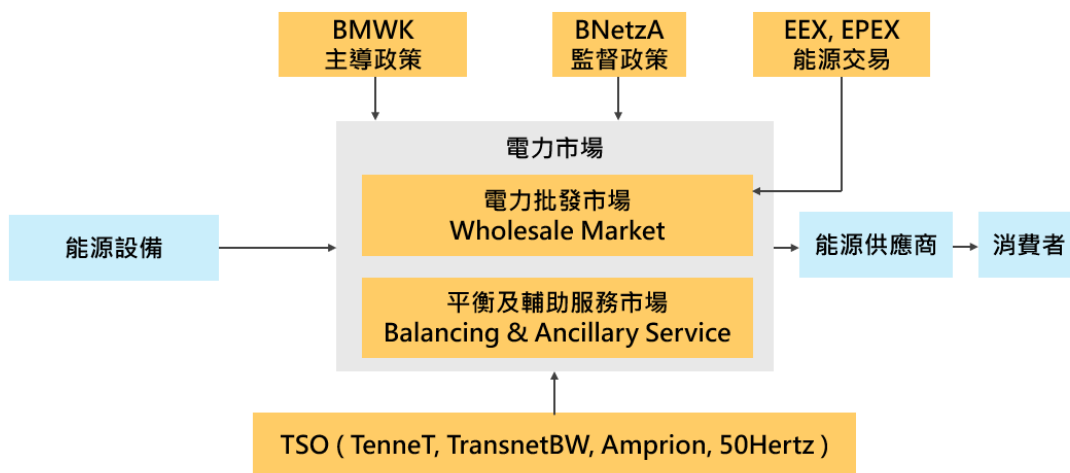 BMWK
主導政策
BNetzA
監督政策
EEX, EPEX
能源交易
電力市場
電力批發市場
Wholesale Market
能源設備
能源供應商
消費者
平衡及輔助服務市場
Balancing & Ancillary Service
TSO ( TenneT, TransnetBW, Amprion, 50Hertz )